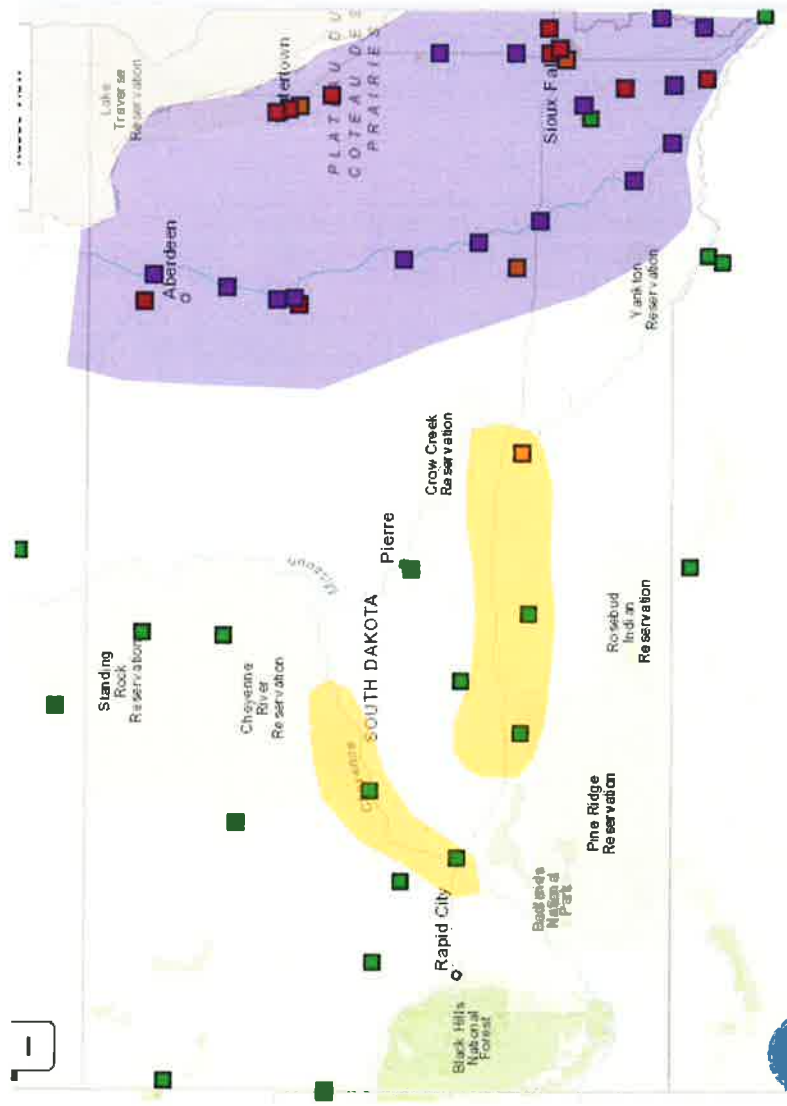 Lake
Traverse
Reservation
PLATEAU DU
COTEAU DES
PRAIRIES
Aberdeen
Sioux Fal
Yankton
Reservation
Crow Creek
Reservation
Pierre
Missouri
SOUTH DAKOTA
Standing
Rock
Reservation
Cheyenne
River
Reservation
Rosebud
Indian
Reservation
Pine Ridge
Reservation
Badlands
National
Park
Rapid City
Black Hills
National
Forest